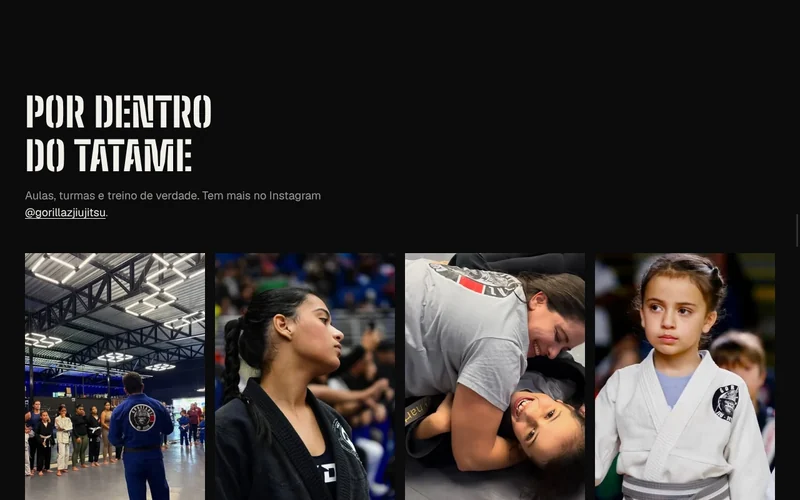 POR DENTRO
DO TATAME
Aulas, turmas e treino de verdade. Tem mais no Instagram
@gorillazjiujitsu.